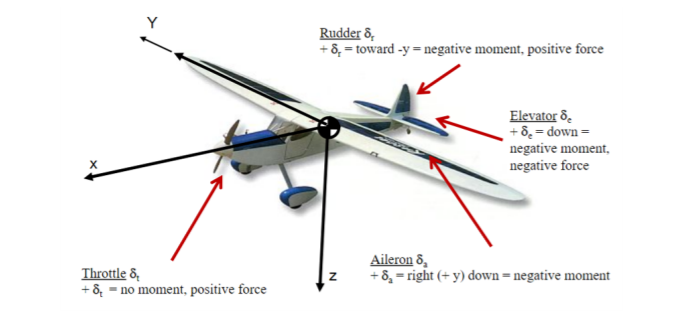 Y
Rudder δr
+ δr = toward -y = negative moment, positive force
Elevator δe
+ δe = down =
negative moment,
negative force
x
Aileron δa
+ δa = right (+ y) down = negative moment
Throttle δt
+ δt = no moment, positive force
z